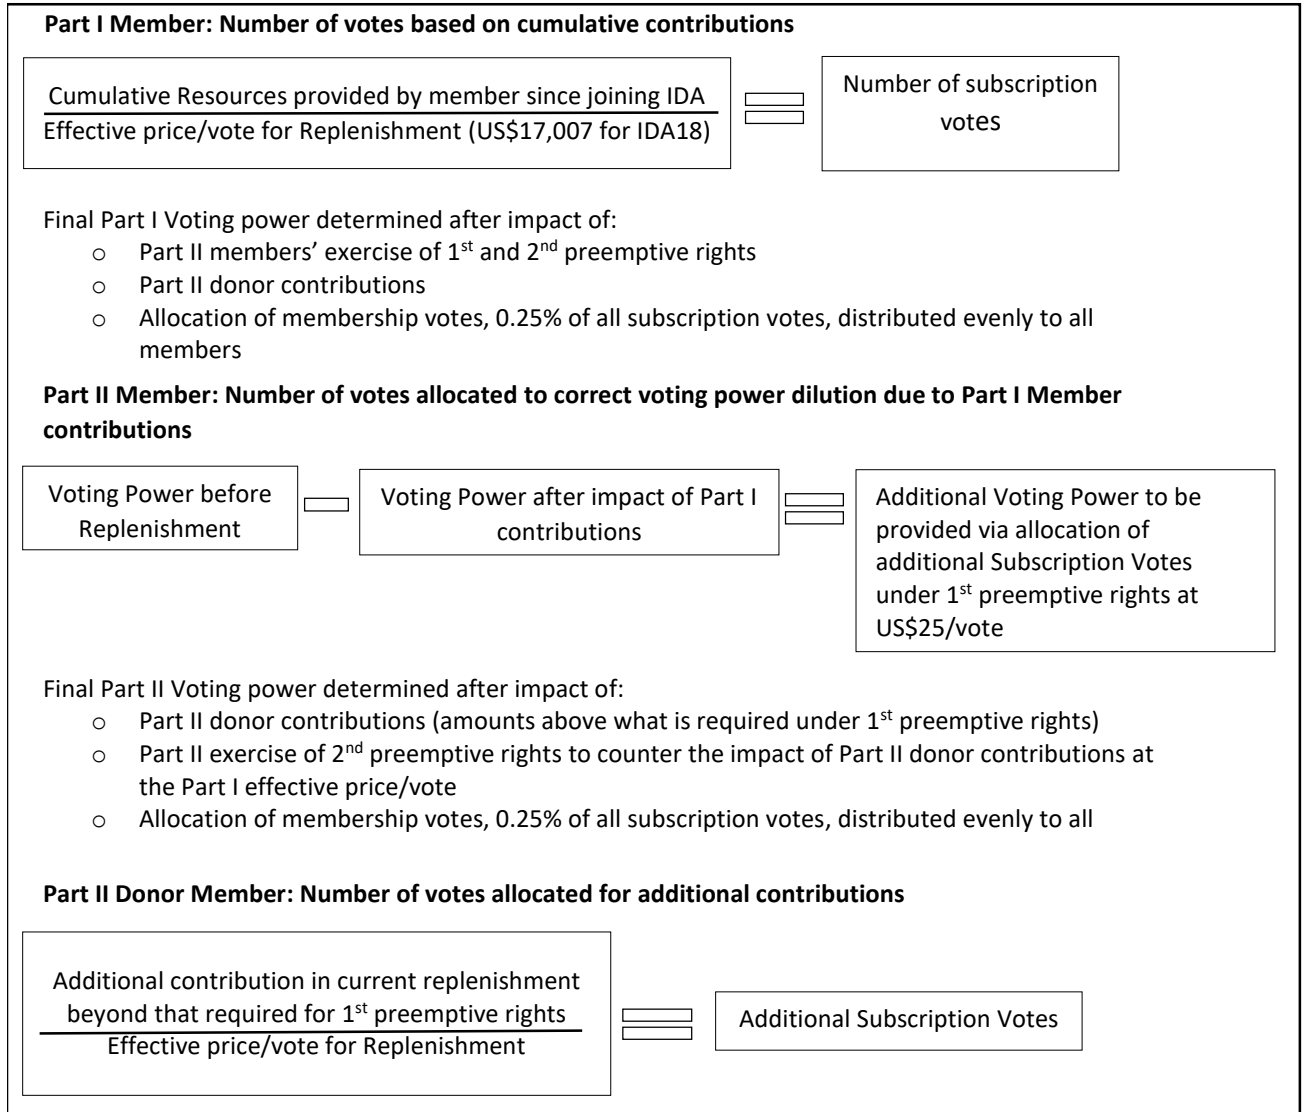 Part I Member: Number of votes based on cumulative contributions
Cumulative Resources provided by member since joining IDA
Effective price/vote for Replenishment (US$17,007 for IDA18)
Number of subscription
votes
Final Part I Voting power determined after impact of:
o Part II members’ exercise of 1st and 2nd preemptive rights
o Part II donor contributions
o Allocation of membership votes, 0.25% of all subscription votes, distributed evenly to all
members
Part II Member: Number of votes allocated to correct voting power dilution due to Part I Member
contributions
Voting Power before
Replenishment
Voting Power after impact of Part I
contributions
Additional Voting Power to be
provided via allocation of
additional Subscription Votes
under 1st preemptive rights at
US$25/vote
Final Part II Voting power determined after impact of:
o Part II donor contributions (amounts above what is required under 1st preemptive rights)
o Part II exercise of 2nd preemptive rights to counter the impact of Part II donor contributions at
the Part I effective price/vote
o Allocation of membership votes, 0.25% of all subscription votes, distributed evenly to all
Part II Donor Member: Number of votes allocated for additional contributions
Additional contribution in current replenishment
beyond that required for 1st preemptive rights
Effective price/vote for Replenishment
Additional Subscription Votes